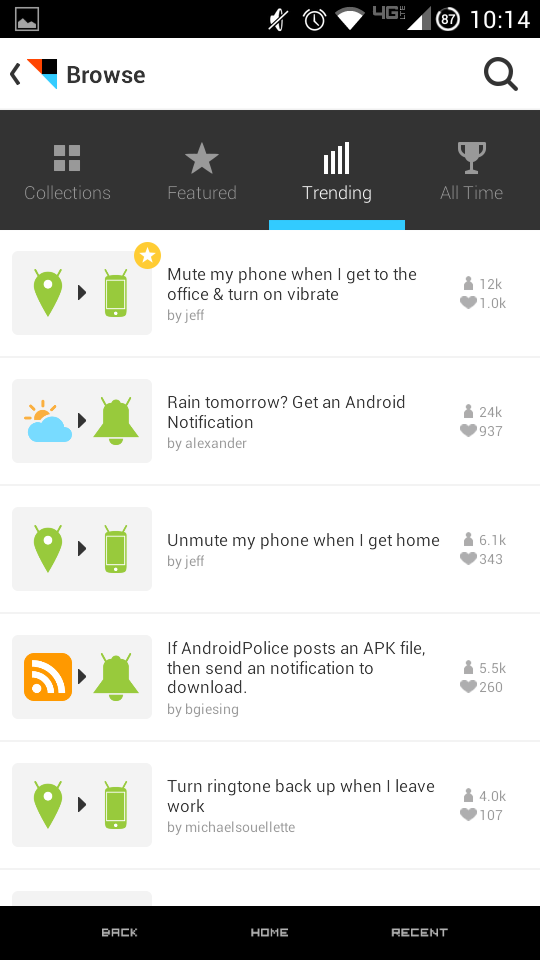 4G LTE 87 10:14
Browse
Collections Featured Trending All Time
Mute my phone when I get to the
office & turn on vibrate
by jeff
12k
1.0k
Rain tomorrow? Get an Android
Notification
by alexander
24k
937
Unmute my phone when I get home
by jeff
6.1k
343
If AndroidPolice posts an APK file,
then send an notification to
download.
by bgiesing
5.5k
260
Turn ringtone back up when I leave
work
by michaelsouellette
4.0k
107
BACK HOME RECENT